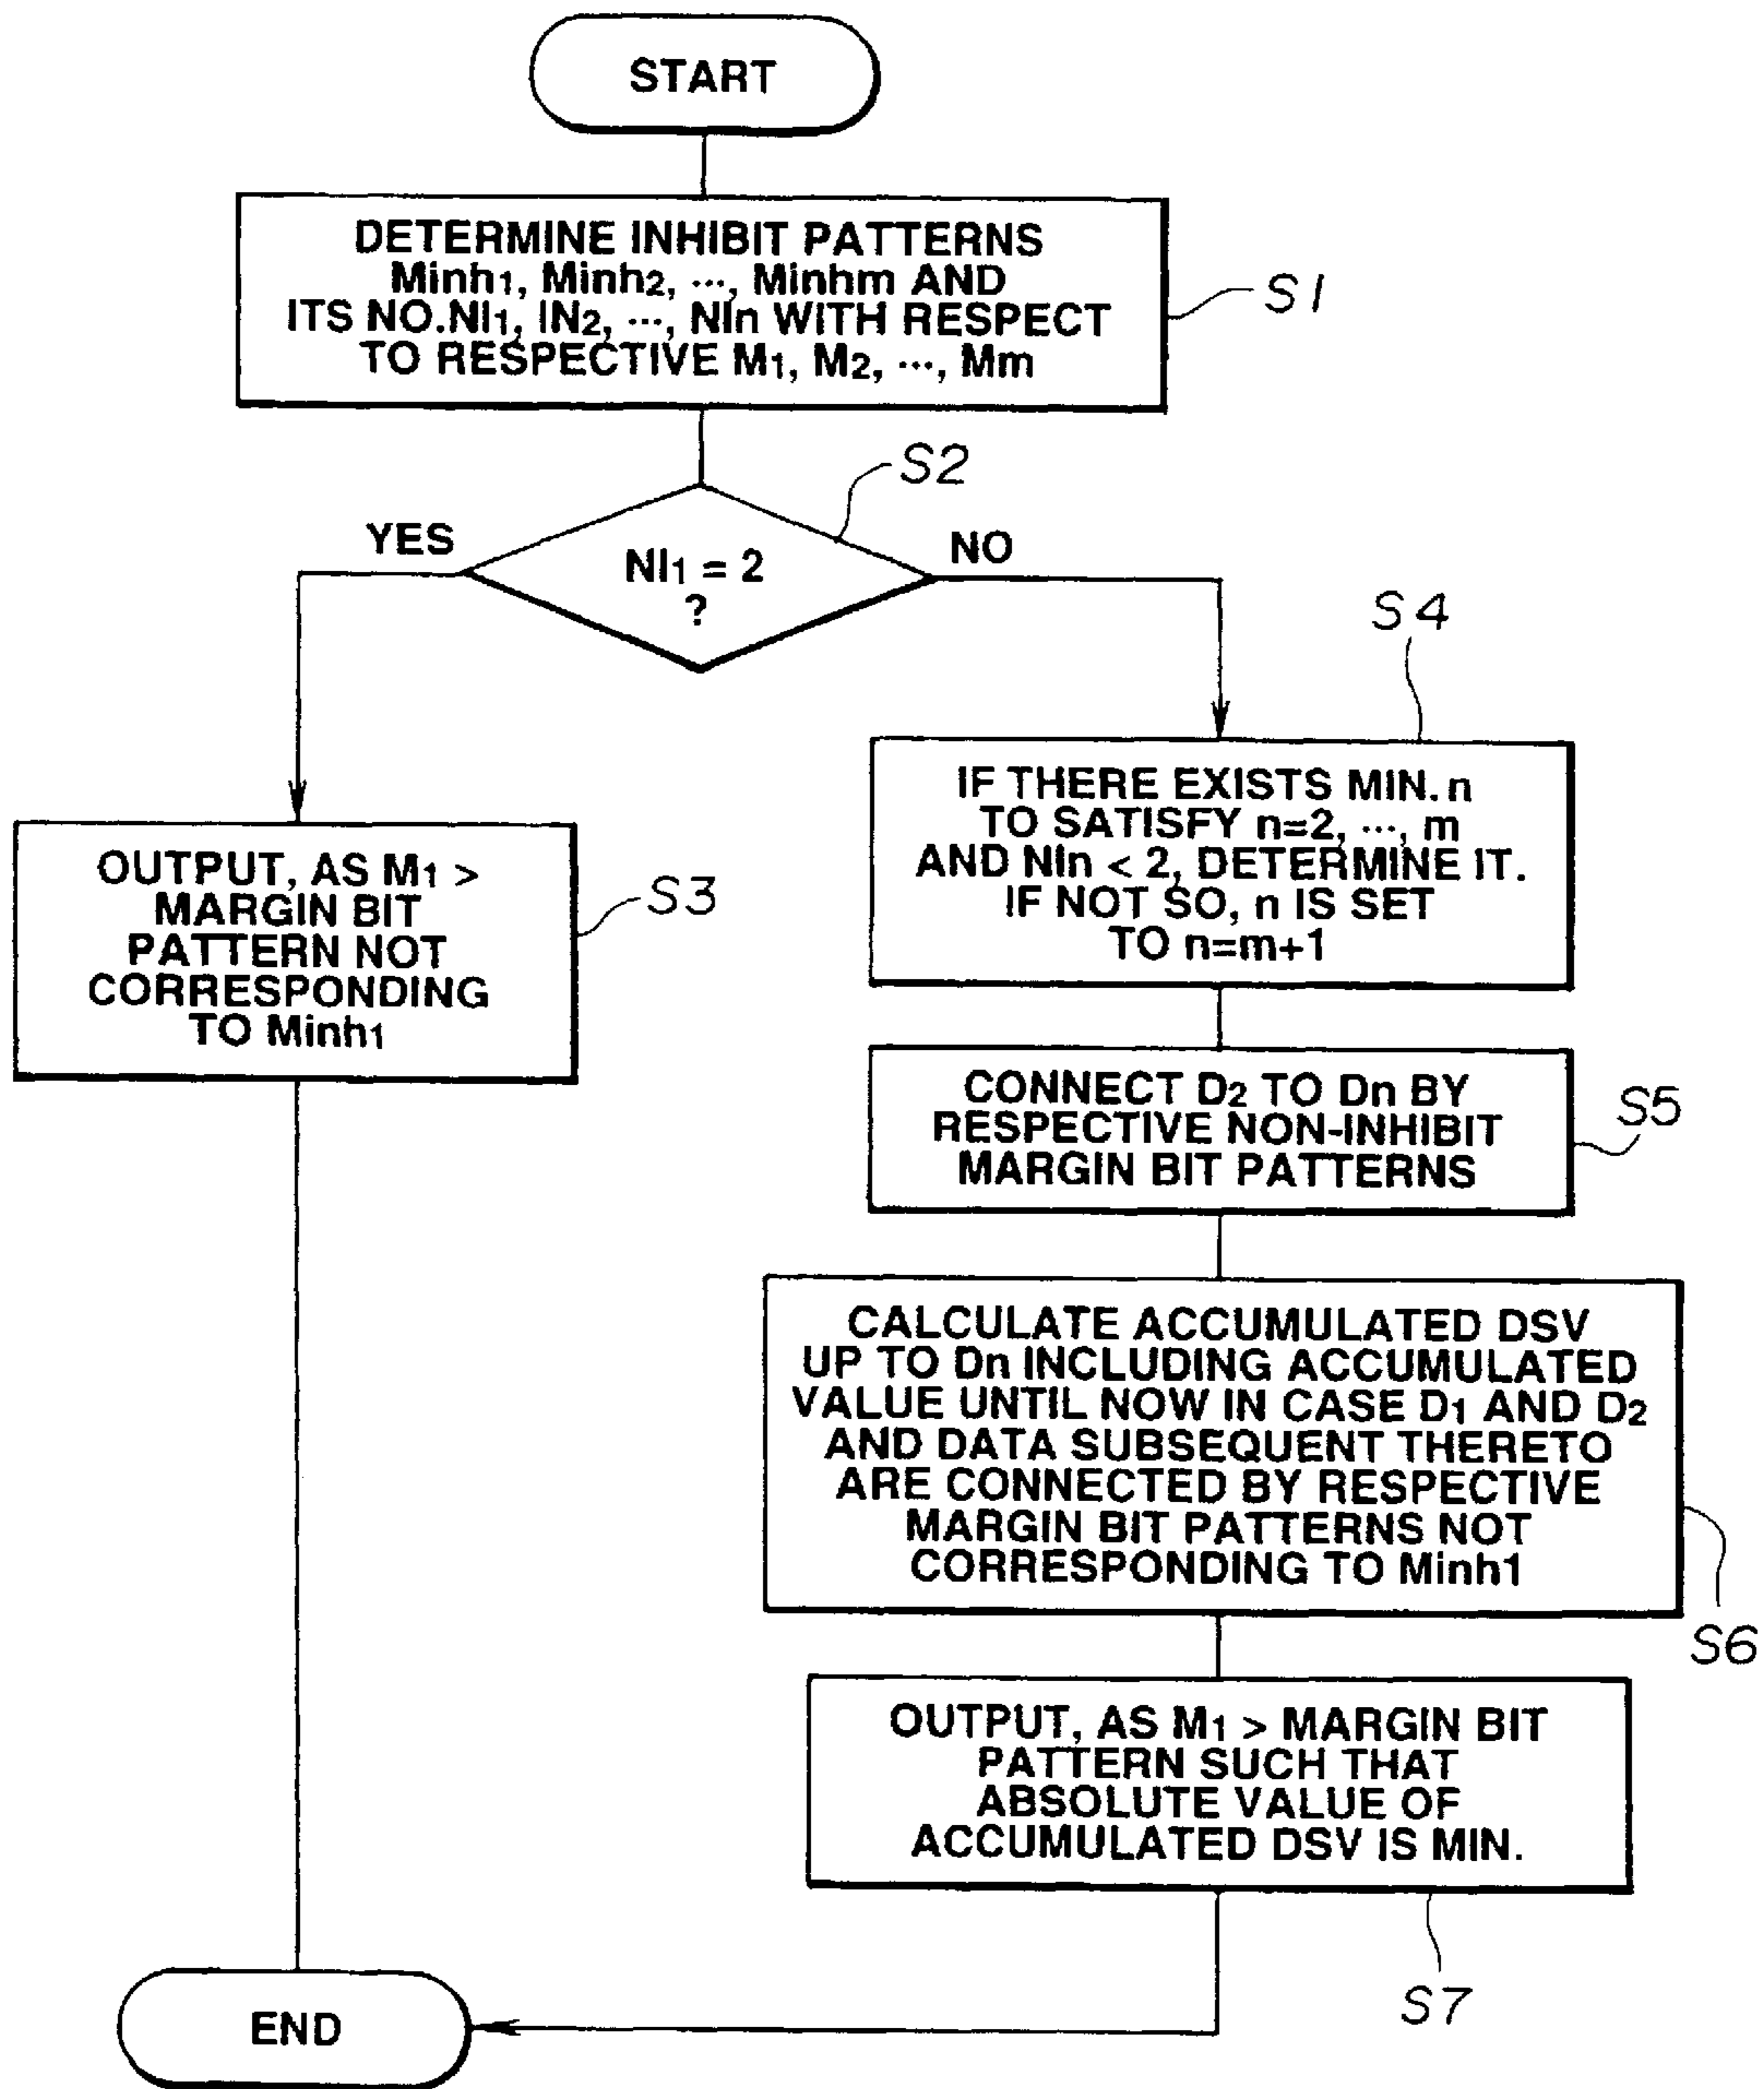 START
DETERMINE INHIBIT PATTERNS
Minh1, Minh2, ···, Minhm AND
ITS NO.NI1, IN2, ···, NIn WITH RESPECT
TO RESPECTIVE M1, M2, ···, Mm
S1
S2
YES
NO
NI1 = 2
?
S4
IF THERE EXISTS MIN. n
TO SATISFY n=2, ···, m
AND NIn < 2, DETERMINE IT.
IF NOT SO, n IS SET
TO n=m+1
OUTPUT, AS M1 >
MARGIN BIT
PATTERN NOT
CORRESPONDING
TO Minh1
S3
CONNECT D2 TO Dn BY
RESPECTIVE NON-INHIBIT
MARGIN BIT PATTERNS
S5
CALCULATE ACCUMULATED DSV
UP TO Dn INCLUDING ACCUMULATED
VALUE UNTIL NOW IN CASE D1 AND D2
AND DATA SUBSEQUENT THERETO
ARE CONNECTED BY RESPECTIVE
MARGIN BIT PATTERNS NOT
CORRESPONDING TO Minh1
S6
OUTPUT, AS M1 > MARGIN BIT
PATTERN SUCH THAT
ABSOLUTE VALUE OF
ACCUMULATED DSV IS MIN.
S7
END